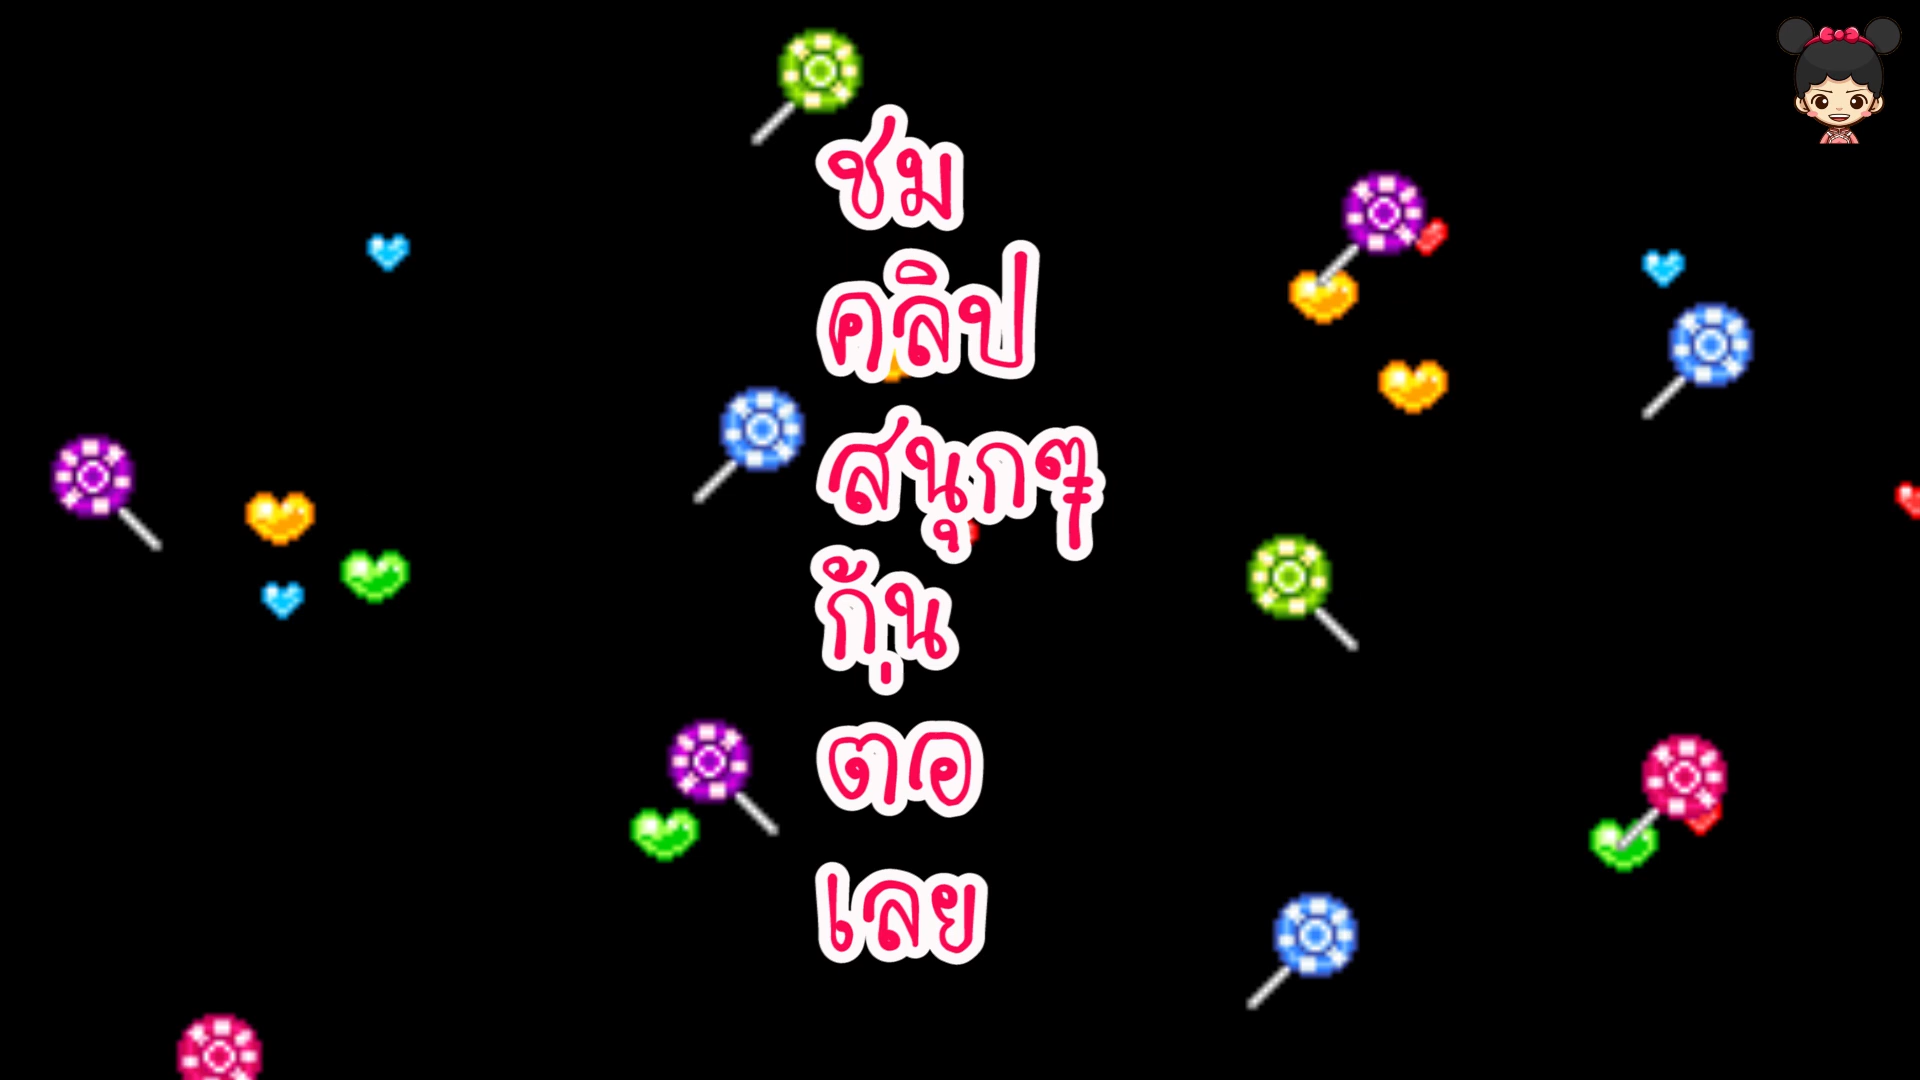 ชม
คลิป
สนุกๆ
กุ้น
ตอ
เลย